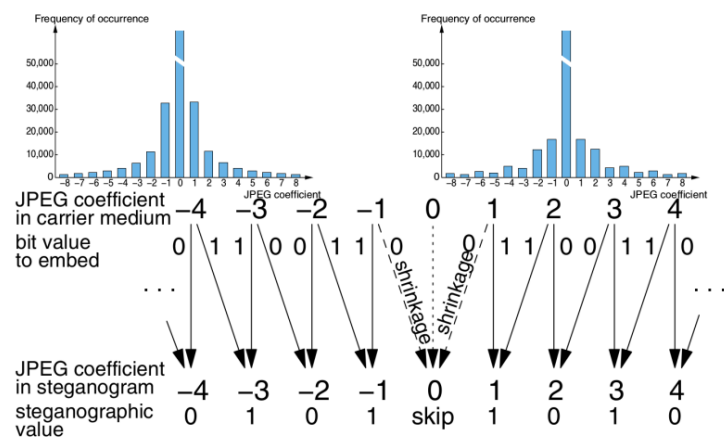 Frequency of occurrence
50,000
40,000
30,000
20,000
10,000
0
−8 −7 −6 −5 −4 −3 −2 −1 0 1 2 3 4 5 6 7 8
JPEG coefficient
Frequency of occurrence
50,000
40,000
30,000
20,000
10,000
0
−8 −7 −6 −5 −4 −3 −2 −1 0 1 2 3 4 5 6 7 8
JPEG coefficient
JPEG coefficient
in carrier medium
−4 −3 −2 −1 0 1 2 3 4
bit value
to embed
0 1 1 0 0 1 1 0 0 1 1 0 0 1 1 0
shrinkage
shrinkage
. . .
. . .
JPEG coefficient
in steganogram
−4 −3 −2 −1 0 1 2 3 4
steganographic
value
0 1 0 1 skip 1 0 1 0